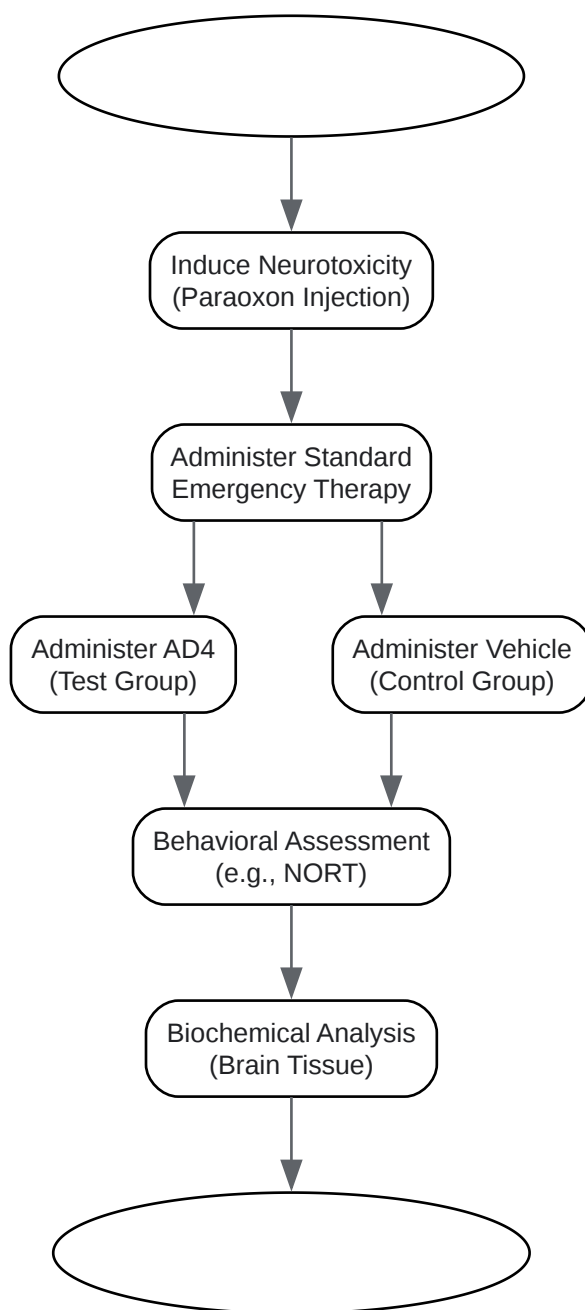 Induce Neurotoxicity
(Paraoxon Injection)
Administer Standard
Emergency Therapy
Administer AD4
(Test Group)
Administer Vehicle
(Control Group)
Behavioral Assessment
(e.g., NORT)
Biochemical Analysis
(Brain Tissue)